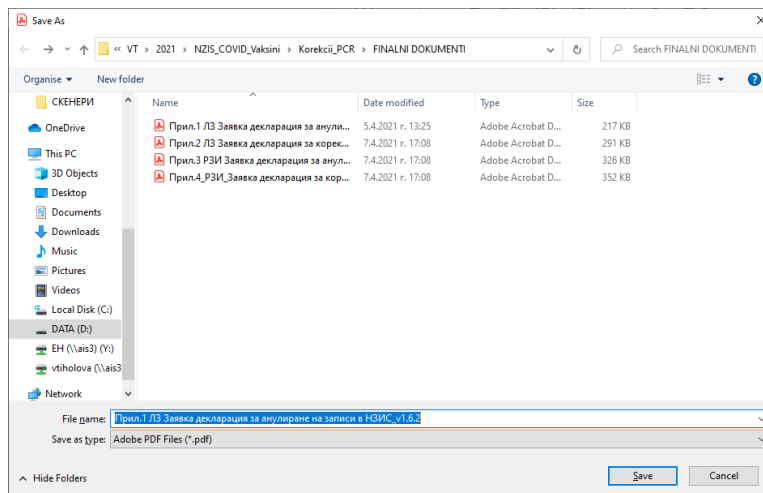 Save As
« VT › 2021 › NZIS_COVID_Vaksini › Korekcii_PCR › FINALNI DOKUMENTI
Search FINALNI DOKUMENTI
Organise
New folder
Name Date modified Type Size
СКЕНЕРИ
OneDrive
This PC
3D Objects
Desktop
Documents
Downloads
Music
Pictures
Videos
Local Disk (C:)
DATA (D:)
EH (\\ais3) (Y:)
vtiholova (\\ais3
Network
Прил.1 ЛЗ Заявка декларация за анули... 5.4.2021 г. 13:25 Adobe Acrobat D... 217 KB
Прил.2 ЛЗ Заявка декларация за корек... 7.4.2021 г. 17:08 Adobe Acrobat D... 291 KB
Прил.3 РЗИ Заявка декларация за анул... 7.4.2021 г. 17:08 Adobe Acrobat D... 326 KB
Прил.4_РЗИ_Заявка декларация за кор... 7.4.2021 г. 17:08 Adobe Acrobat D... 352 KB
File name: Прил.1 ЛЗ Заявка декларация за анулиране на записи в НЗИС_v1.6.2
Save as type: Adobe PDF Files (*.pdf)
Hide Folders
Save
Cancel